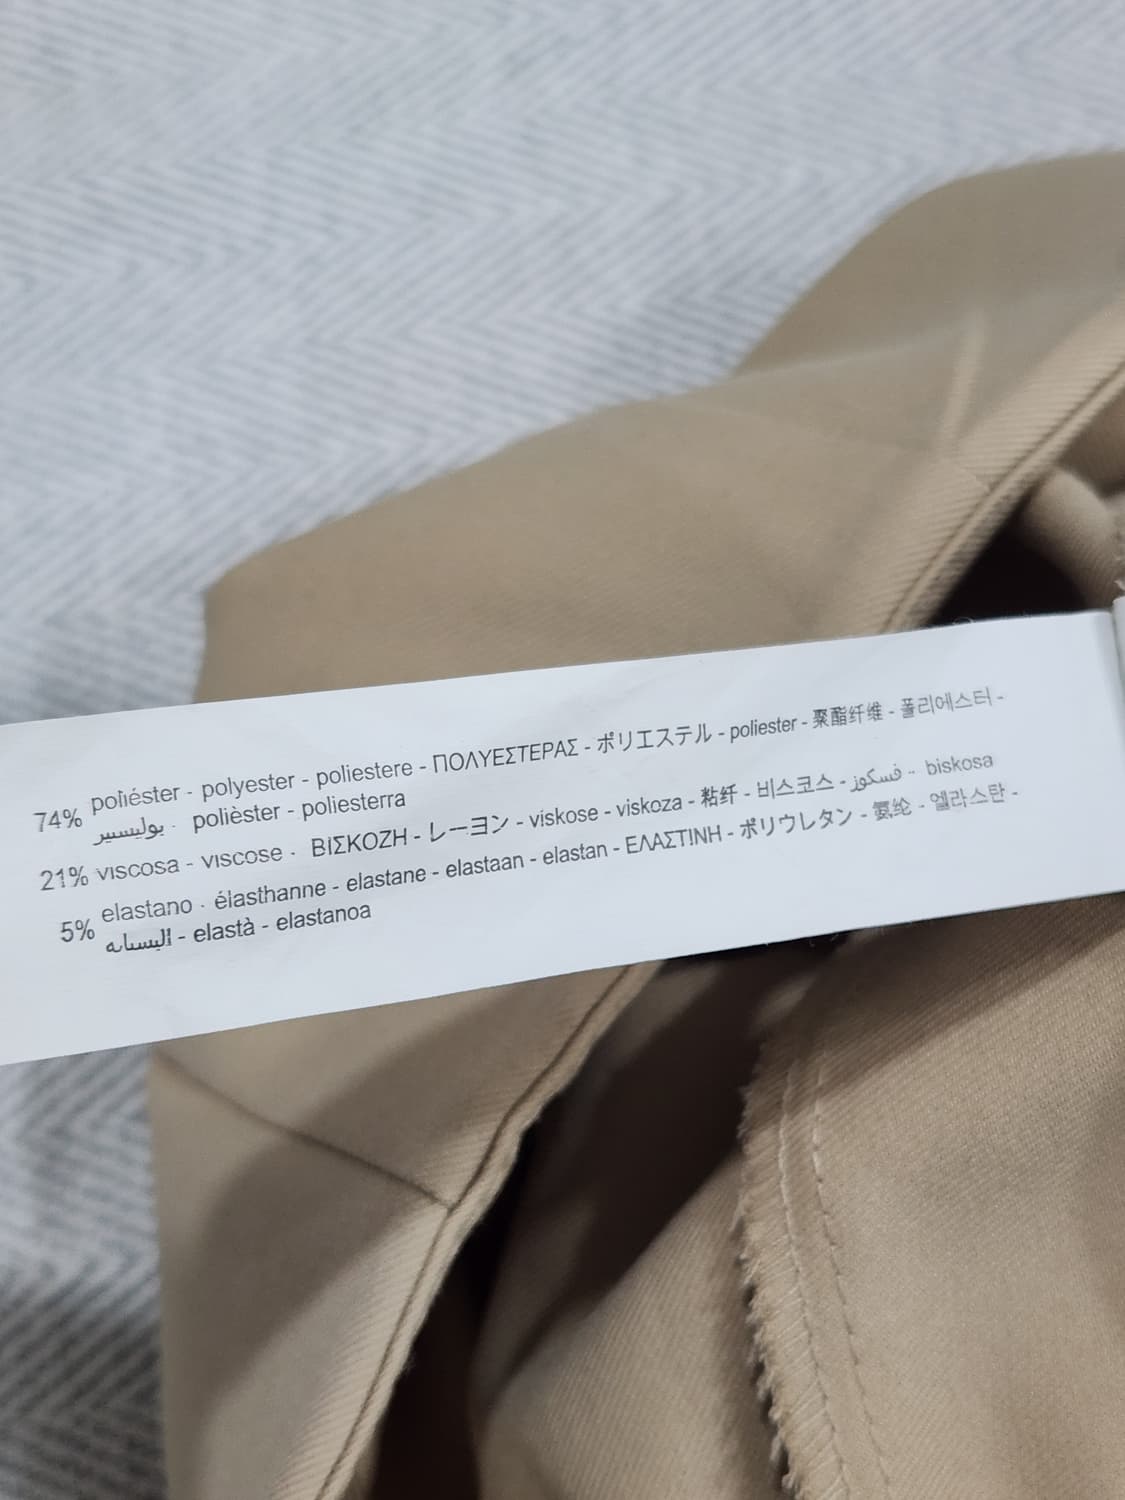 74% poliéster - polyester - poliestere - ΠΟΛΥΕΣΤΕΡΑΣ - ポリエステル - poliester - 聚酯纤维 - 폴리에스터 -
بوليستير - polièster - poliesterra
21% viscosa - viscose - ΒΙΣΚΟΖΗ - レーヨン - viskose - viskoza - 粘纤 - 비스코스 - فسكوز - biskosa
5% elastano - élasthanne - elastane - elastaan - elastan - ΕΛΑΣΤΙΝΗ - ポリウレタン - 氨纶 - 엘라스탄 -
- elastà - elastanoa